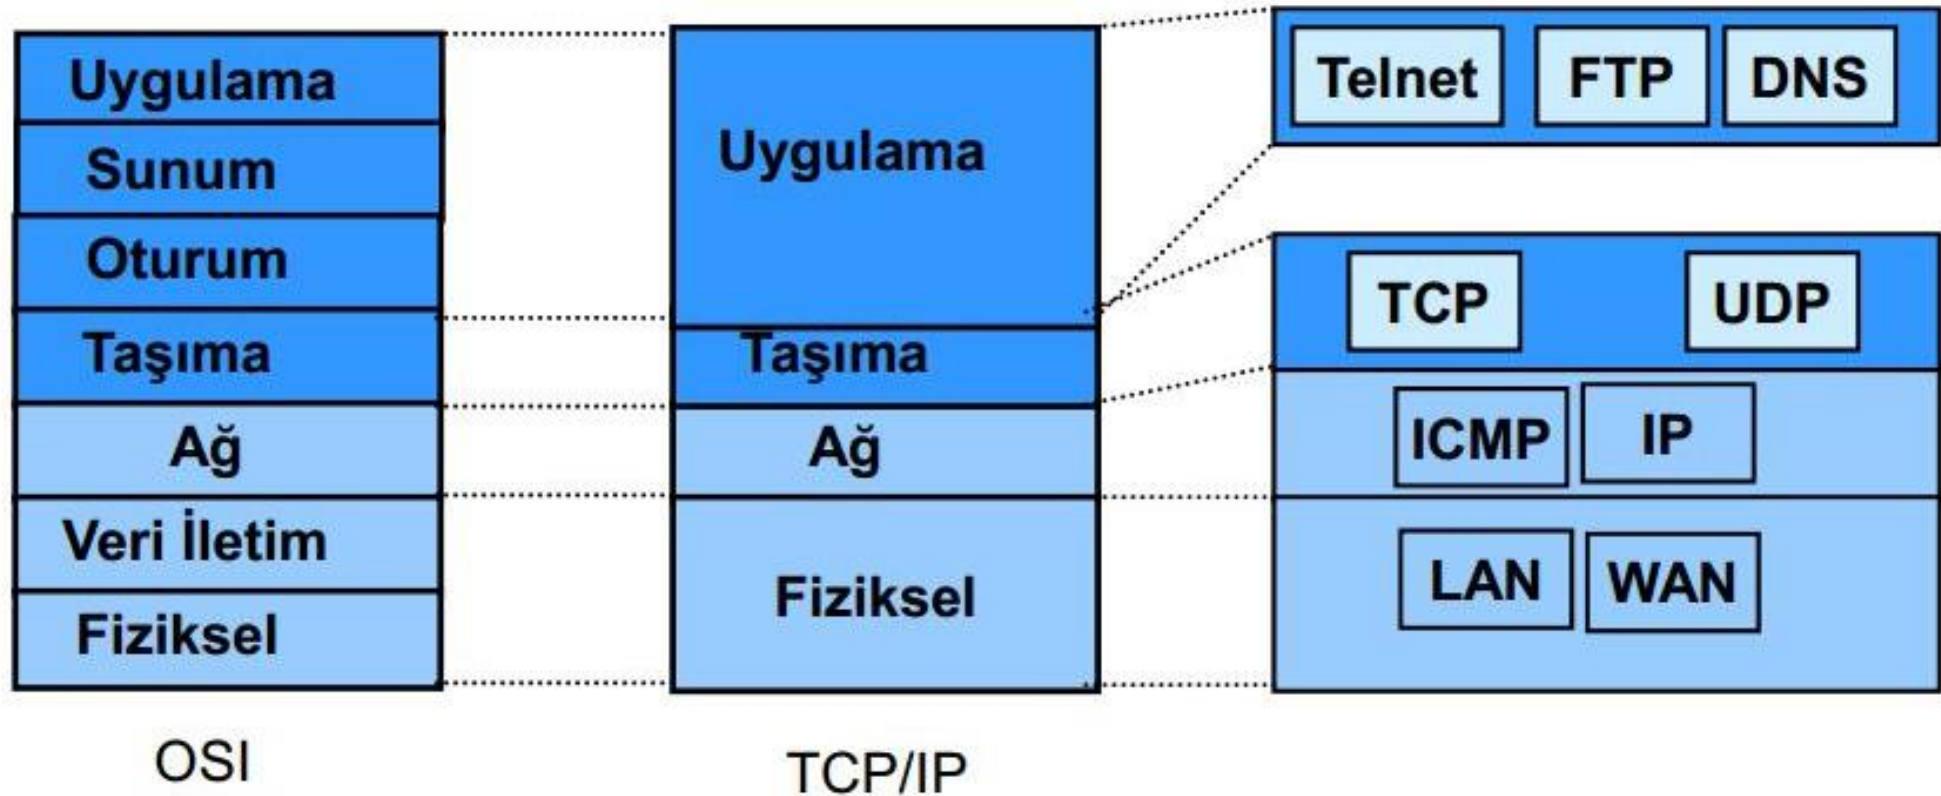 Uygulama
Sunum
Oturum
Taşıma
Ağ
Veri İletim
Fiziksel
OSI
Uygulama
Taşıma
Ağ
Fiziksel
TCP/IP
Telnet FTP DNS
TCP UDP
ICMP IP
LAN WAN